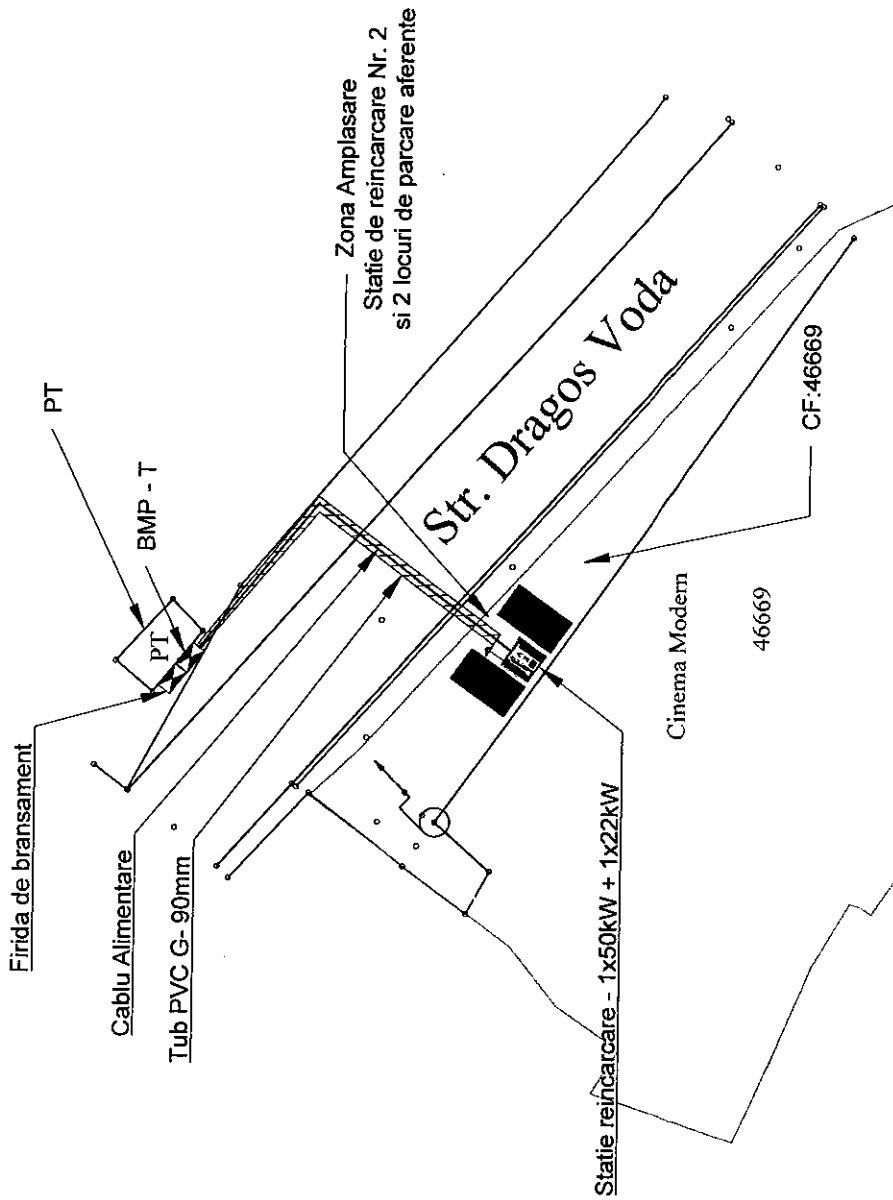 Firida de bransament
PT
BMP - T
PT
Cablu Alimentare
Tub PVC G- 90mm
Zona Amplasare
Statie de reincarcare Nr. 2
si 2 locuri de parcare aferente
Str. Dragos Voda
CF:46669
Cinema Modern
46669
Statie reincarcare - 1x50kW + 1x22kW